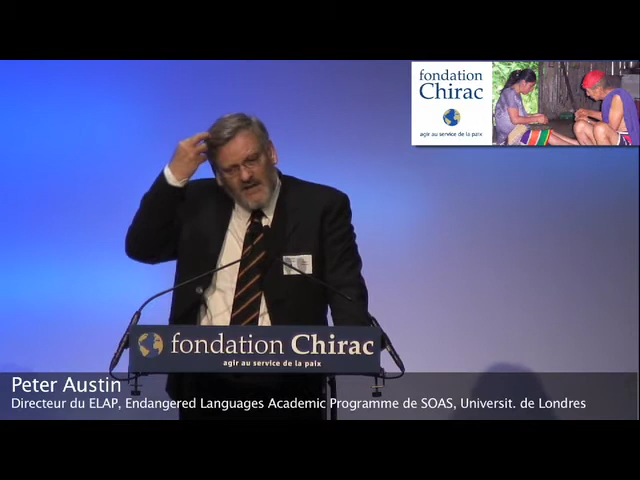 fondation
Chirac
agir au service de la paix
fondation Chirac
agir au service de la paix
Peter Austin
Directeur du ELAP, Endangered Languages Academic Programme de SOAS, Universit. de Londres